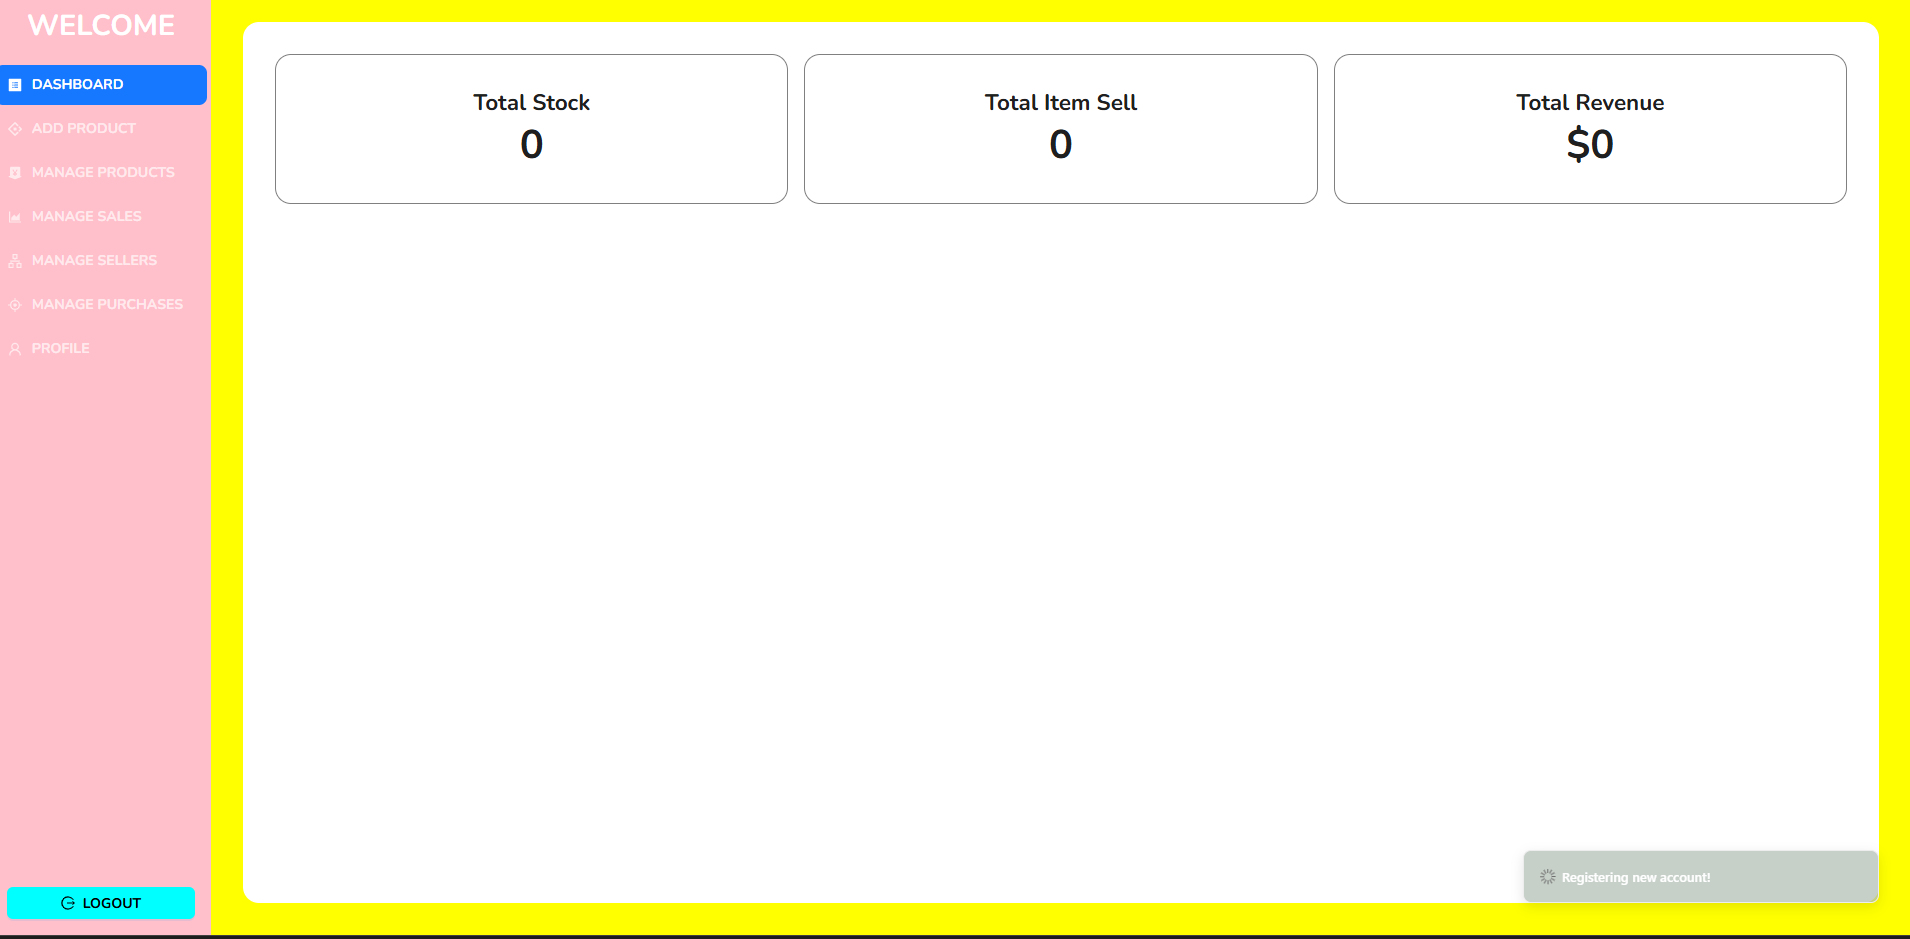 WELCOME
DASHBOARD
ADD PRODUCT
MANAGE PRODUCTS
MANAGE SALES
MANAGE SELLERS
MANAGE PURCHASES
PROFILE
LOGOUT
Total Stock
0
Total Item Sell
0
Total Revenue
$0
Registering new account!